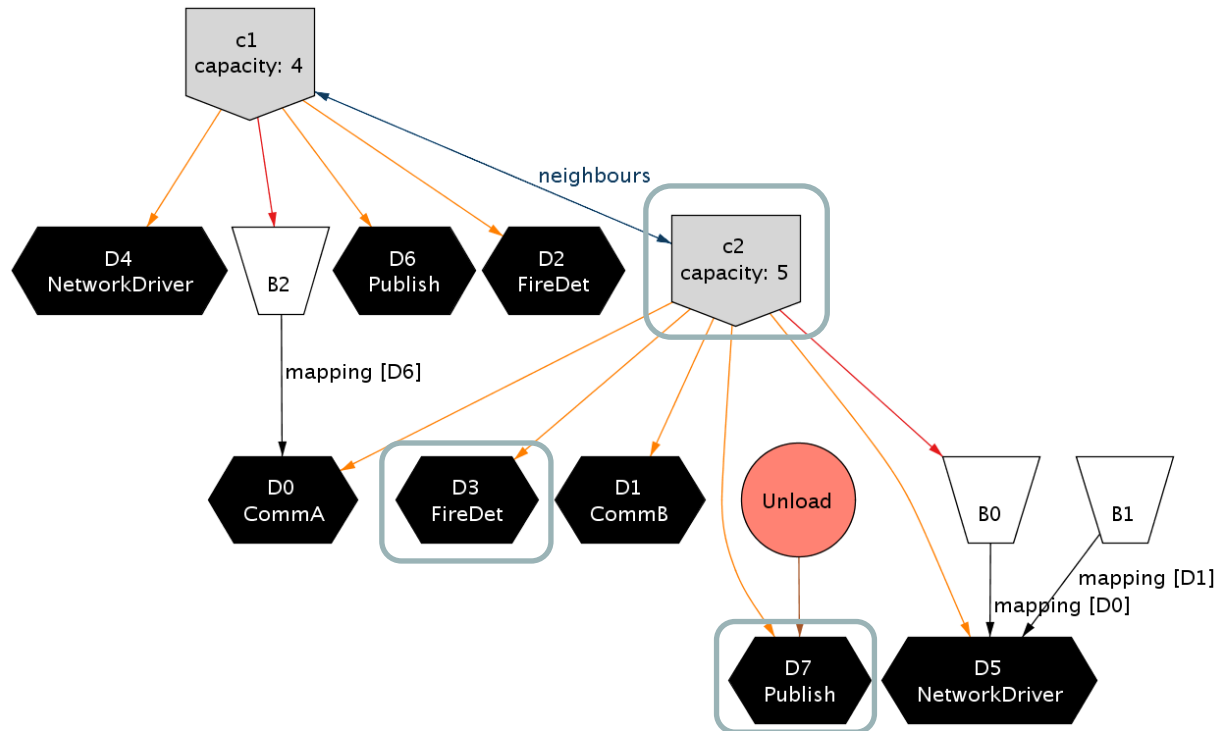 c1
capacity: 4
neighbours
c2
capacity: 5
D4
NetworkDriver
B2
D6
Publish
D2
FireDet
mapping [D6]
D0
CommA
D3
FireDet
D1
CommB
Unload
B0
B1
mapping [D1]
mapping [D0]
D7
Publish
D5
NetworkDriver